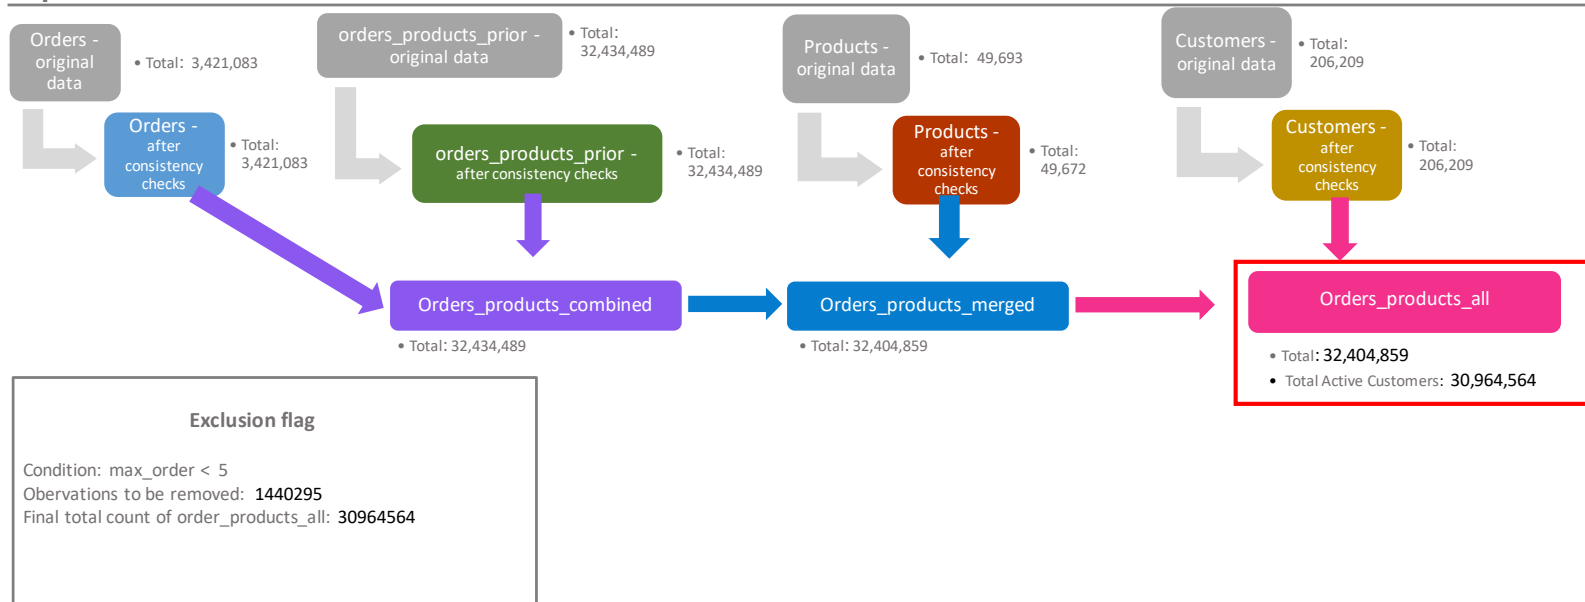 Orders -
original
data
• Total: 3,421,083
orders_products_prior -
original data
• Total:
32,434,489
Products -
original data
• Total: 49,693
Customers -
original data
• Total:
206,209
Orders -
after
consistency
checks
• Total:
3,421,083
orders_products_prior -
after consistency checks
• Total:
32,434,489
Products -
after
consistency
checks
• Total:
49,672
Customers -
after
consistency
checks
• Total:
206,209
Orders_products_combined
• Total: 32,434,489
Orders_products_merged
• Total: 32,404,859
Orders_products_all
• Total: 32,404,859
• Total Active Customers: 30,964,564
Exclusion flag
Condition: max_order < 5
Obervations to be removed: 1440295
Final total count of order_products_all: 30964564